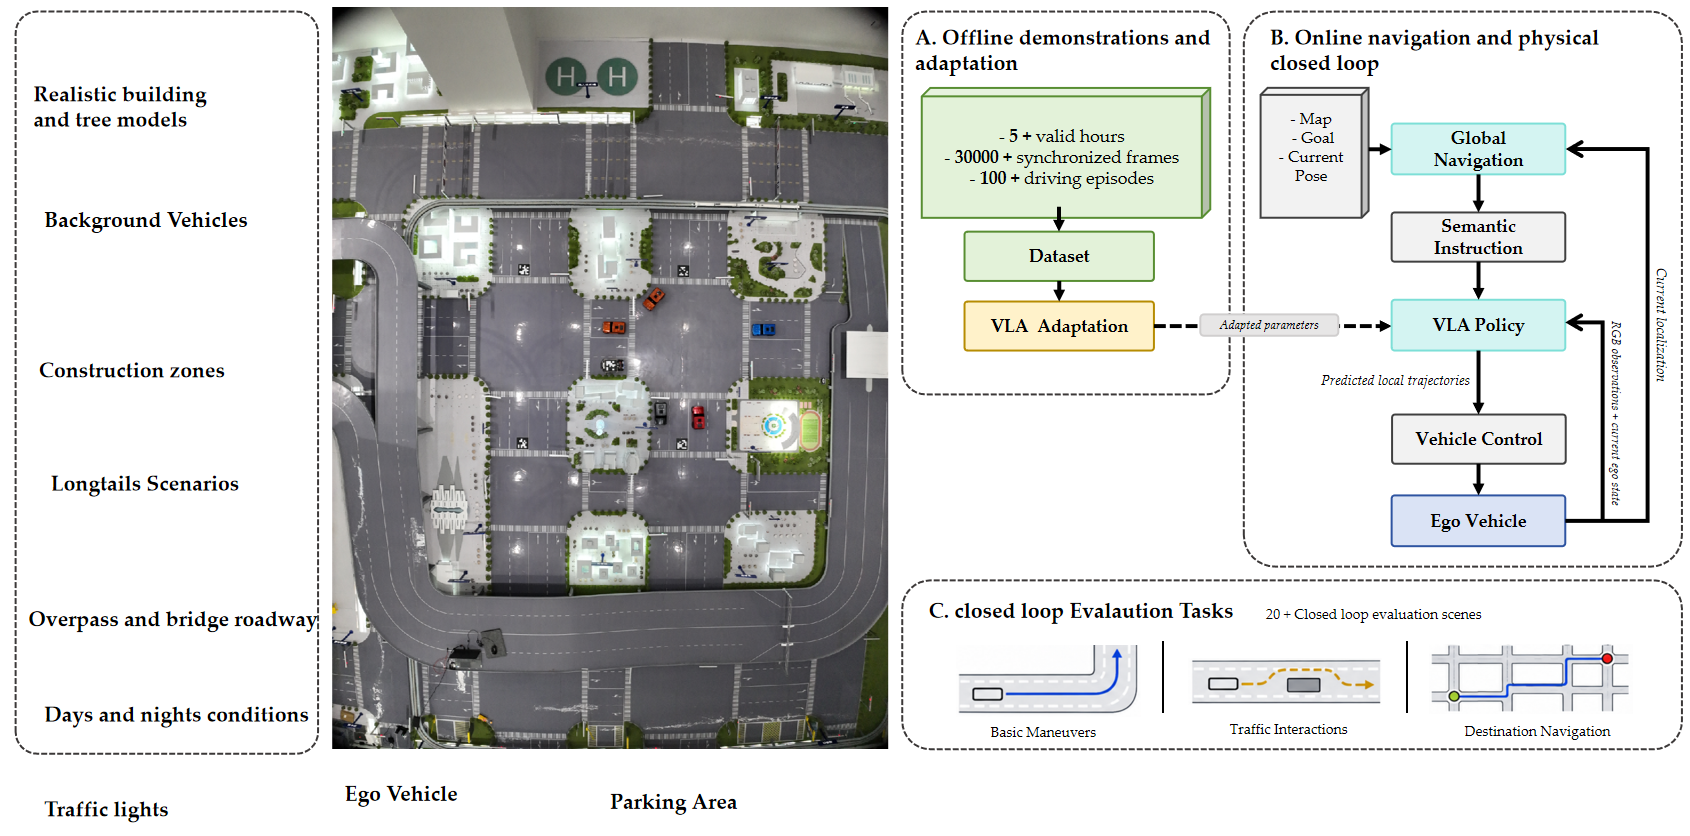 Realistic building
and tree models
Background Vehicles
Construction zones
Longtails Scenarios
Overpass and bridge roadway
Days and nights conditions
Traffic lights
H H
Ego Vehicle
Parking Area
A. Offline demonstrations and
adaptation
- 5 + valid hours
- 30000 + synchronized frames
- 100 + driving episodes
Dataset
VLA Adaptation
Adapted parameters
B. Online navigation and physical
closed loop
- Map
- Goal
- Current
Pose
Global
Navigation
Semantic
Instruction
VLA Policy
Predicted local trajectories
Vehicle Control
Ego Vehicle
RGB observations + current ego state
Current localization
C. closed loop Evalaution Tasks
20 + Closed loop evaluation scenes
Basic Maneuvers
Traffic Interactions
Destination Navigation